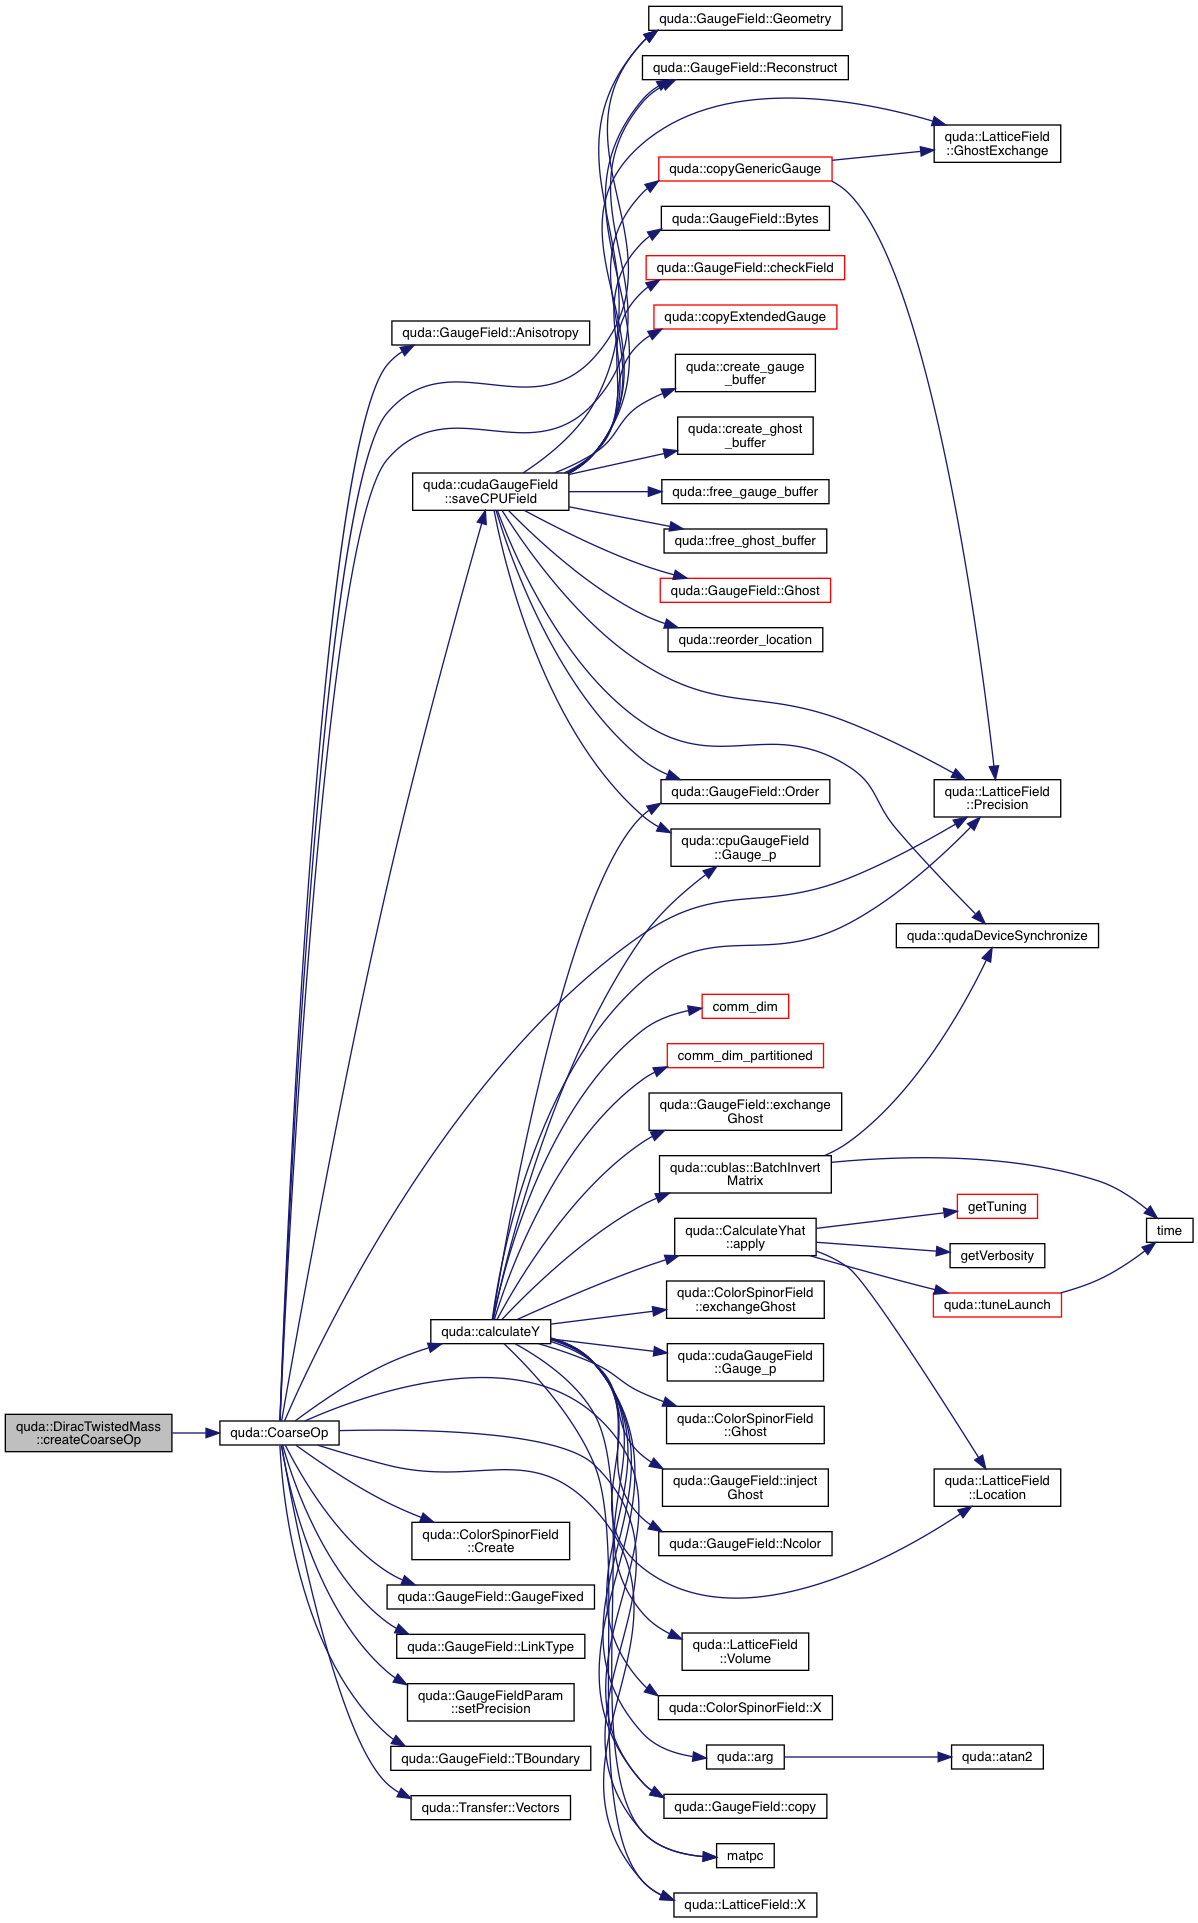 quda::GaugeField::Geometry
quda::GaugeField::Reconstruct
quda::LatticeField
::GhostExchange
quda::copyGenericGauge
quda::GaugeField::Bytes
quda::GaugeField::checkField
quda::copyExtendedGauge
quda::GaugeField::Anisotropy
quda::create_gauge
_buffer
quda::create_ghost
_buffer
quda::cudaGaugeField
::saveCPUField
quda::free_gauge_buffer
quda::free_ghost_buffer
quda::GaugeField::Ghost
quda::reorder_location
quda::GaugeField::Order
quda::LatticeField
::Precision
quda::cpuGaugeField
::Gauge_p
quda::qudaDeviceSynchronize
comm_dim
comm_dim_partitioned
quda::GaugeField::exchange
Ghost
quda::cublas::BatchInvert
Matrix
getTuning
time
quda::CalculateYhat
::apply
getVerbosity
quda::ColorSpinorField
::exchangeGhost
quda::tuneLaunch
quda::calculateY
quda::cudaGaugeField
::Gauge_p
quda::ColorSpinorField
::Ghost
quda::DiracTwistedMass
::createCoarseOp
quda::CoarseOp
quda::GaugeField::inject
Ghost
quda::LatticeField
::Location
quda::ColorSpinorField
::Create
quda::GaugeField::Ncolor
quda::GaugeField::GaugeFixed
quda::GaugeField::LinkType
quda::LatticeField
::Volume
quda::GaugeFieldParam
::setPrecision
quda::ColorSpinorField::X
quda::GaugeField::TBoundary
quda::arg
quda::atan2
quda::Transfer::Vectors
quda::GaugeField::copy
matpc
quda::LatticeField::X